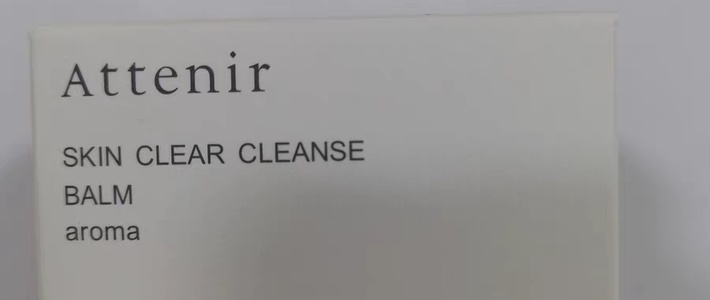 Attenir
SKIN CLEAR CLEANSE
BALM
aroma